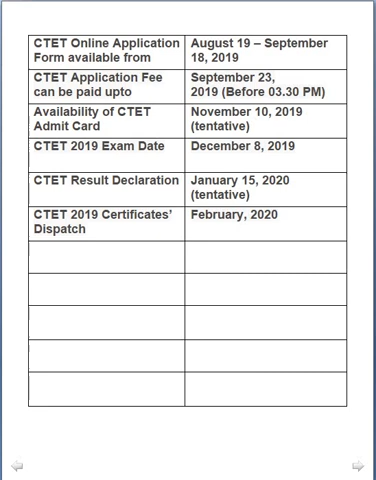 CTET Online Application August 19 – September
Form available from 18, 2019
CTET Application Fee September 23,
can be paid upto 2019 (Before 03.30 PM)
Availability of CTET November 10, 2019
Admit Card (tentative)
CTET 2019 Exam Date December 8, 2019
CTET Result Declaration January 15, 2020
(tentative)
CTET 2019 Certificates’ February, 2020
Dispatch